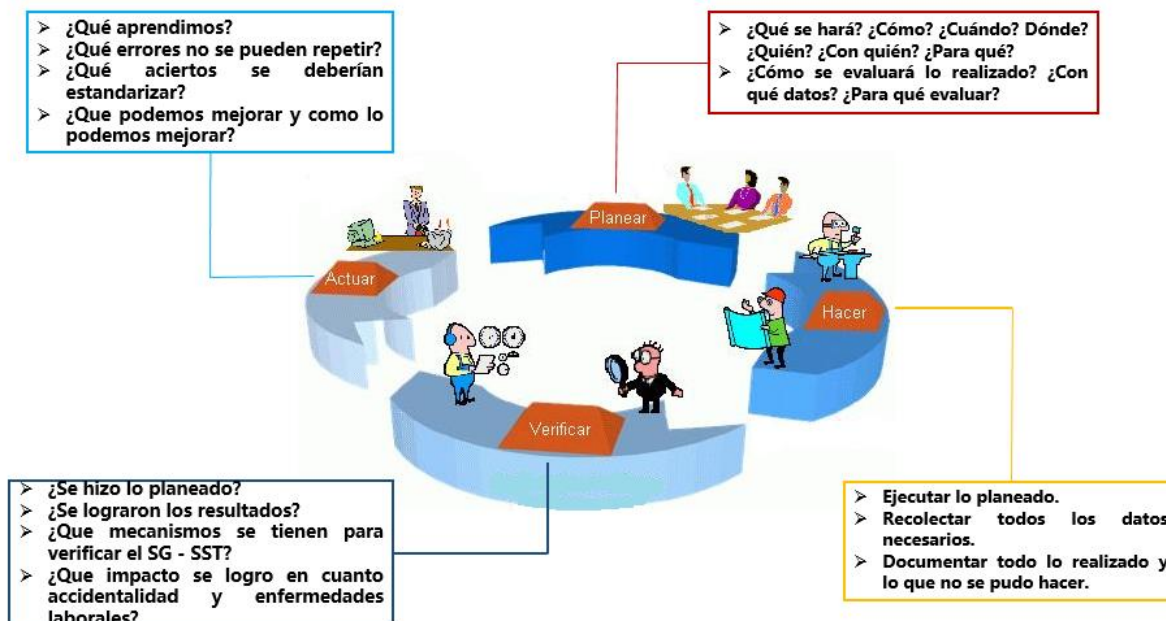 ➢ ¿Qué aprendimos?
➢ ¿Qué errores no se pueden repetir?
➢ ¿Qué aciertos se deberían
estandarizar?
➢ ¿Que podemos mejorar y como lo
podemos mejorar?
➢ ¿Qué se hará? ¿Cómo? ¿Cuándo? Dónde?
¿Quién? ¿Con quién? ¿Para qué?
➢ ¿Cómo se evaluará lo realizado? ¿Con
qué datos? ¿Para qué evaluar?
Planear
Actuar
Hacer
Verificar
➢ ¿Se hizo lo planeado?
➢ ¿Se lograron los resultados?
➢ ¿Que mecanismos se tienen para
verificar el SG - SST?
➢ ¿Que impacto se logro en cuanto
accidentalidad y enfermedades
laborales?
➢ Ejecutar lo planeado.
➢ Recolectar todos los datos
necesarios.
➢ Documentar todo lo realizado y
lo que no se pudo hacer.